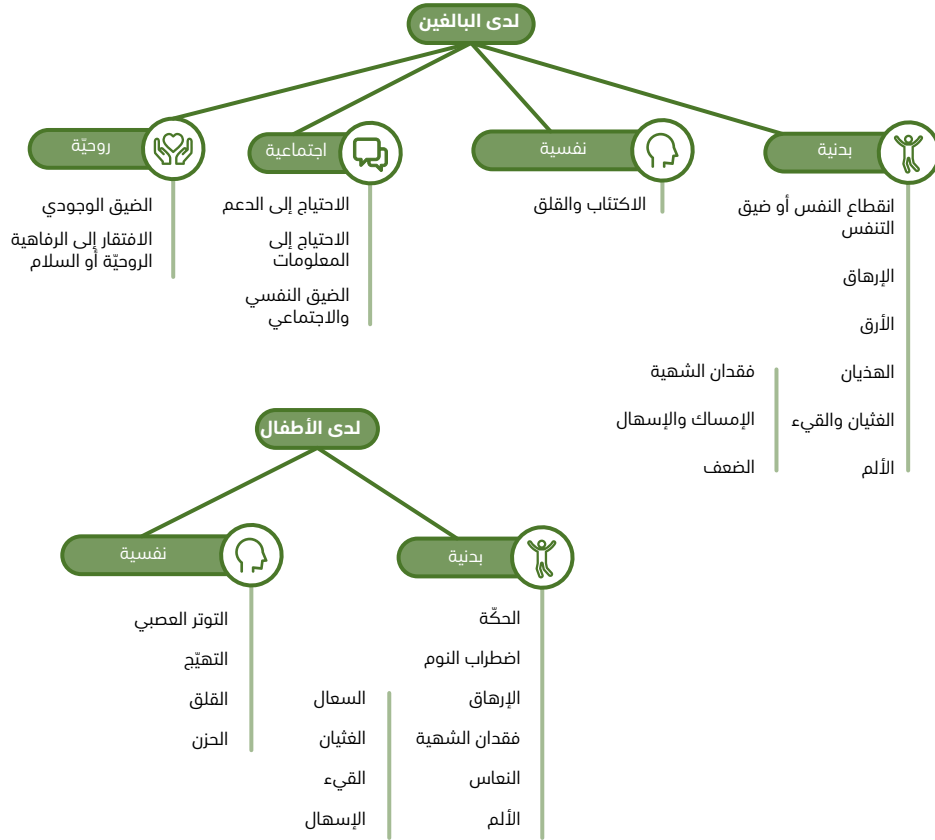 لدى البالغين
بدنية
انقطاع النفس أو ضيق
التنفس
الإرهاق
الأرق
الهذيان
الغثيان والقيء
الألم
فقدان الشهية
الإمساك والإسهال
الضعف
نفسية
الاكتئاب والقلق
اجتماعية
الاحتياج إلى الدعم
الاحتياج إلى
المعلومات
الضيق النفسي
والاجتماعي
روحيّة
الضيق الوجودي
الافتقار إلى الرفاهية
الروحيّة أو السلام
لدى الأطفال
بدنية
الحكّة
اضطراب النوم
الإرهاق
فقدان الشهية
النعاس
الألم
السعال
الغثيان
القيء
الإسهال
نفسية
التوتر العصبي
التهيّج
القلق
الحزن